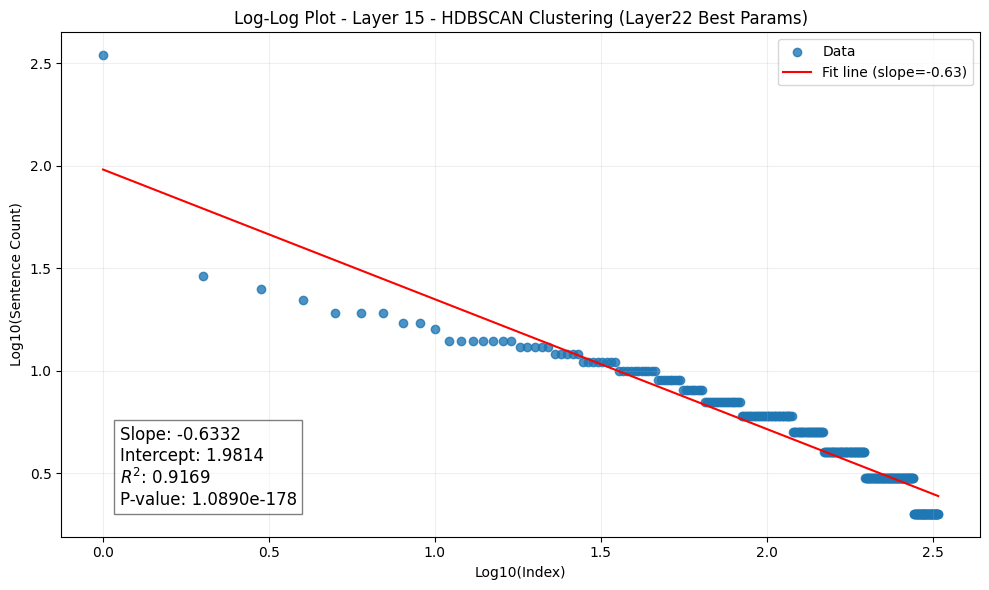 Log-Log Plot - Layer 15 - HDBSCAN Clustering (Layer22 Best Params)
Data
Fit line (slope=-0.63)
Log10(Sentence Count)
2.5
2.0
1.5
1.0
0.5
Slope: -0.6332
Intercept: 1.9814
R²: 0.9169
P-value: 1.0890e-178
0.0
0.5
1.0
1.5
2.0
2.5
Log10(Index)